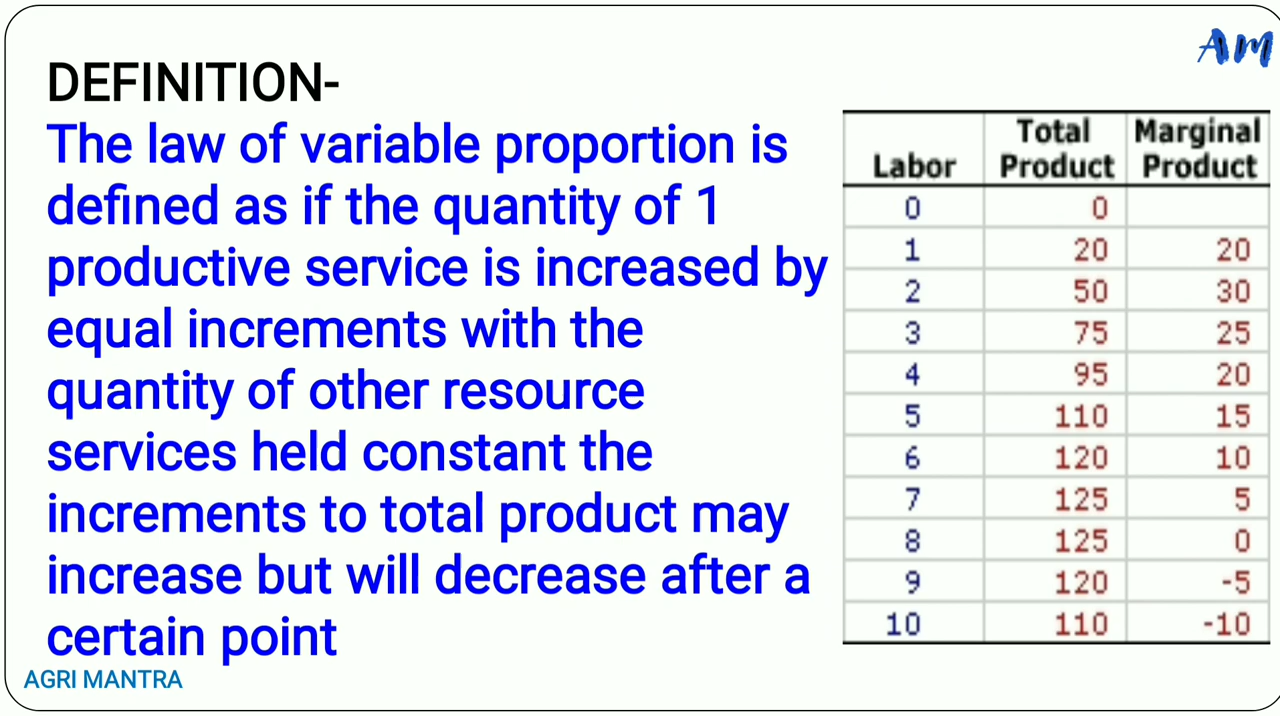 AM
DEFINITION-
The law of variable proportion is
defined as if the quantity of 1
productive service is increased by
equal increments with the
quantity of other resource
services held constant the
increments to total product may
increase but will decrease after a
certain point
AGRI MANTRA
Labor Total Product Marginal Product
0 0
1 20 20
2 50 30
3 75 25
4 95 20
5 110 15
6 120 10
7 125 5
8 125 0
9 120 -5
10 110 -10